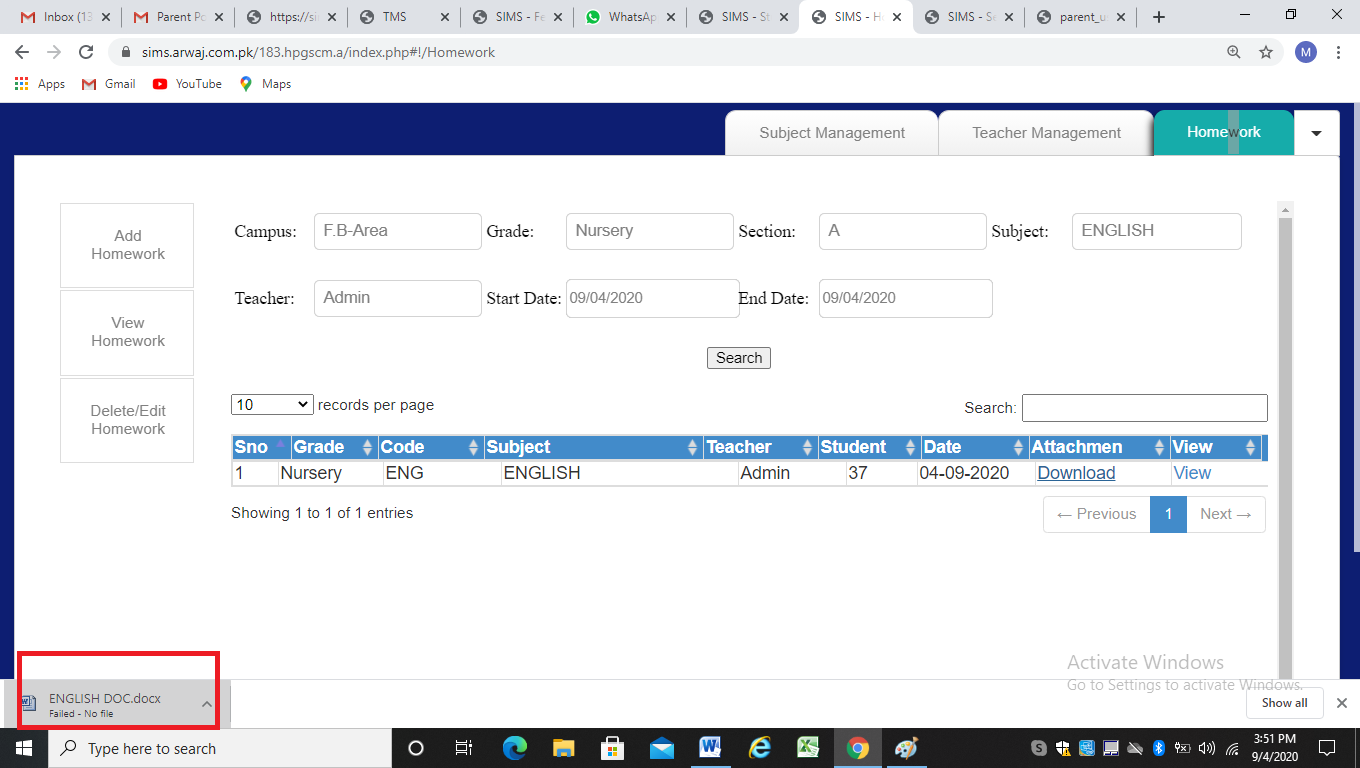 Inbox (13
Parent Po
https://si
TMS
SIMS - Fe
WhatsAp
SIMS - St
SIMS - H
SIMS - Se
parent_u
sims.arwaj.com.pk/183.hpgscm.a/index.php#!/Homework
M
Apps
Gmail
YouTube
Maps
Subject Management
Teacher Management
Homework
Add
Homework
View
Homework
Delete/Edit
Homework
Campus: F.B-Area Grade: Nursery Section: A Subject: ENGLISH
Teacher: Admin Start Date: 09/04/2020 End Date: 09/04/2020
Search
10 records per page
Search:
Sno Grade Code Subject Teacher Student Date Attachmen View
1 Nursery ENG ENGLISH Admin 37 04-09-2020 Download View
Showing 1 to 1 of 1 entries
← Previous 1 Next →
Activate Windows
Go to Settings to activate Windows.
ENGLISH DOC.docx
Failed - No file
Show all
Type here to search
3:51 PM
9/4/2020